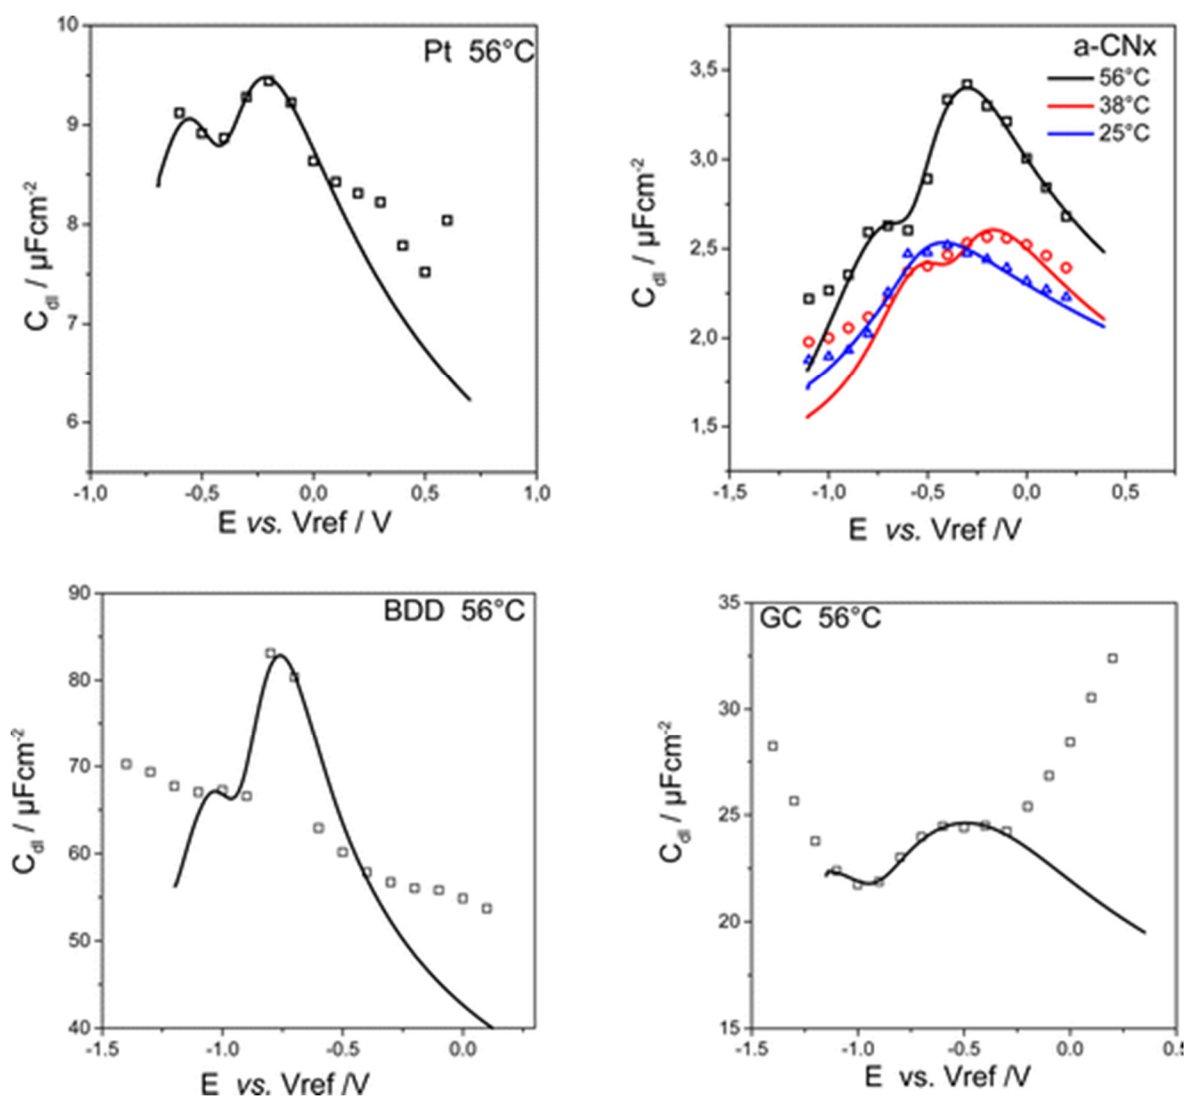 10
9
8
7
6
-1,0
-0,5
0,0
0,5
1,0
Pt 56°C
C_dl / µFcm⁻²
E vs. Vref / V
3,5
3,0
2,5
2,0
1,5
-1,5
-1,0
-0,5
0,0
0,5
a-CNx
56°C
38°C
25°C
C_dl / µFcm⁻²
E vs. Vref /V
90
80
70
60
50
40
-1.5
-1.0
-0.5
0.0
BDD 56°C
C_dl / µFcm⁻²
E vs. Vref /V
35
30
25
20
15
-1.5
-1.0
-0.5
0.0
0.5
GC 56°C
C_dl / µFcm⁻²
E vs. Vref /V